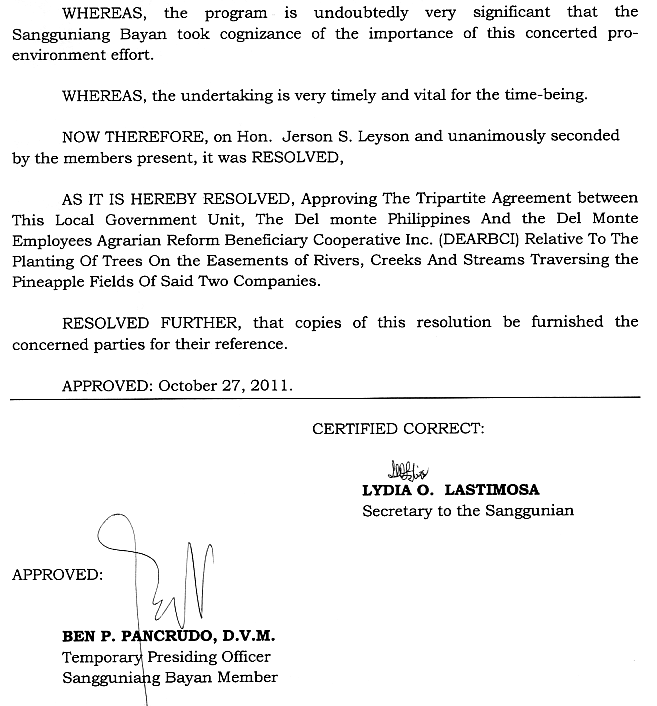 WHEREAS, the program is undoubtedly very significant that the
Sangguniang Bayan took cognizance of the importance of this concerted pro-
environment effort.
WHEREAS, the undertaking is very timely and vital for the time-being.
NOW THEREFORE, on Hon. Jerson S. Leyson and unanimously seconded
by the members present, it was RESOLVED,
AS IT IS HEREBY RESOLVED, Approving The Tripartite Agreement between
This Local Government Unit, The Del monte Philippines And the Del Monte
Employees Agrarian Reform Beneficiary Cooperative Inc. (DEARBCI) Relative To The
Planting Of Trees On the Easements of Rivers, Creeks And Streams Traversing the
Pineapple Fields Of Said Two Companies.
RESOLVED FURTHER, that copies of this resolution be furnished the
concerned parties for their reference.
APPROVED: October 27, 2011.
CERTIFIED CORRECT:
LYDIA O. LASTIMOSA
Secretary to the Sanggunian
APPROVED:
BEN P. PANCRUDO, D.V.M.
Temporary Presiding Officer
Sangguniang Bayan Member